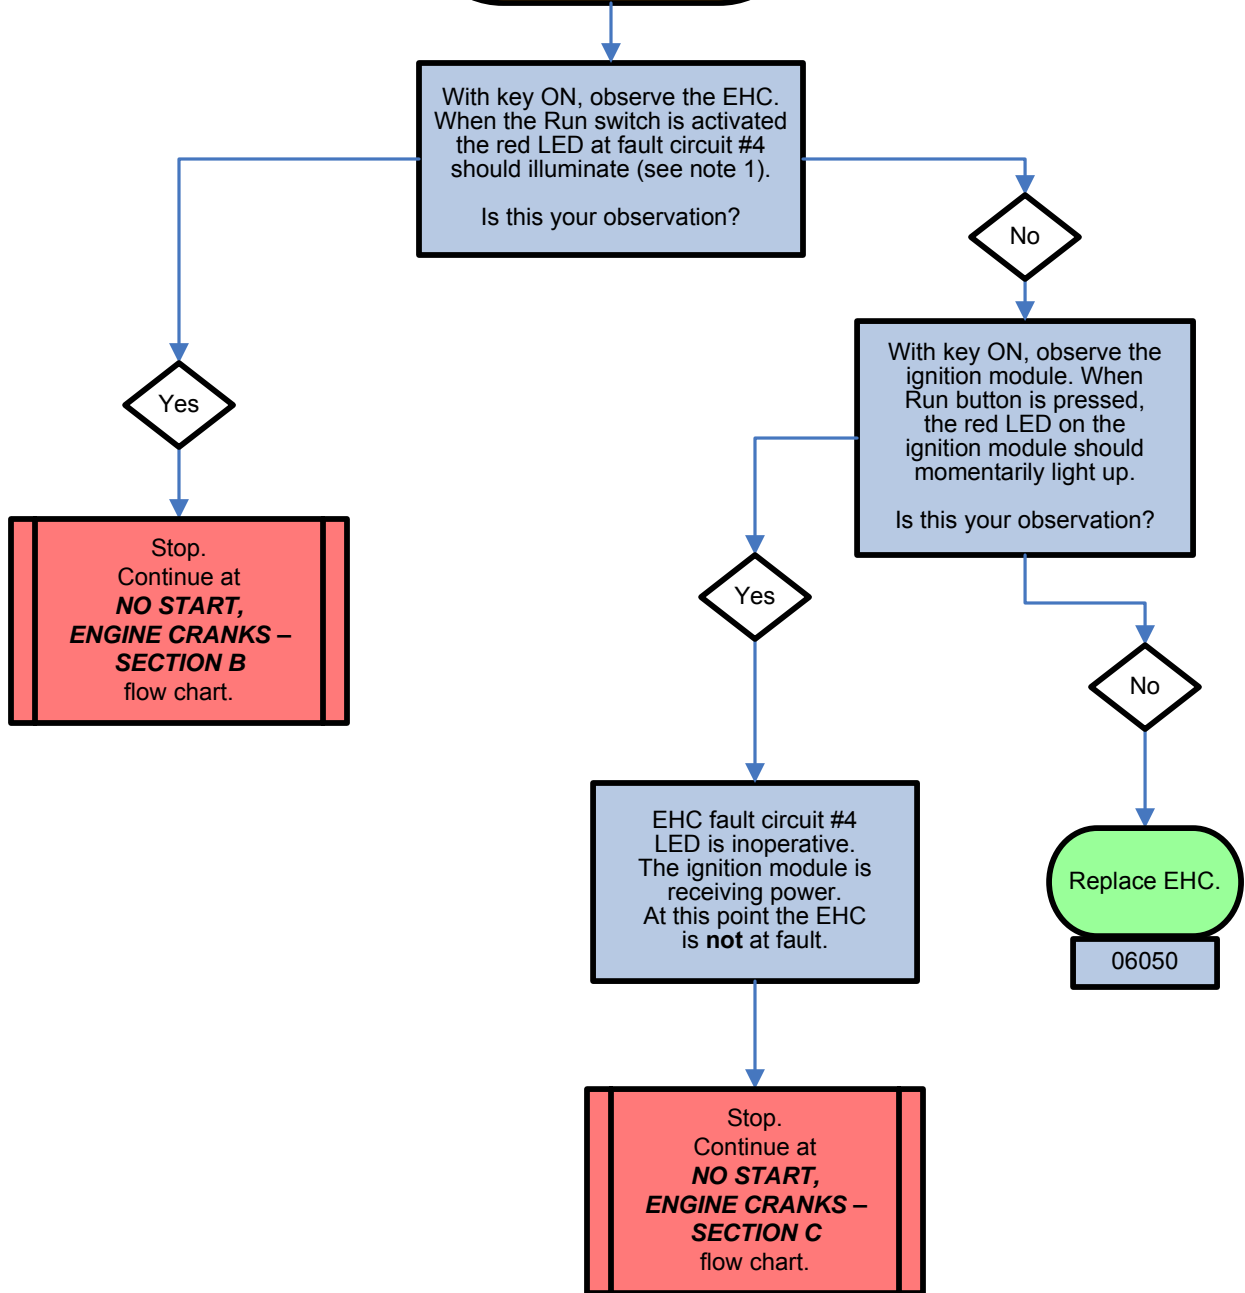 With key ON, observe the EHC.
When the Run switch is activated
the red LED at fault circuit #4
should illuminate (see note 1).
Is this your observation?
No
With key ON, observe the
ignition module. When
Run button is pressed,
the red LED on the
ignition module should
momentarily light up.
Is this your observation?
Yes
Stop.
Continue at
NO START,
ENGINE CRANKS –
SECTION B
flow chart.
Yes
No
EHC fault circuit #4
LED is inoperative.
The ignition module is
receiving power.
At this point the EHC
is not at fault.
Replace EHC.
06050
Stop.
Continue at
NO START,
ENGINE CRANKS –
SECTION C
flow chart.